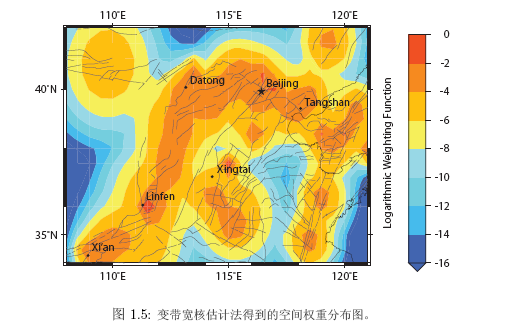 110°E 115°E 120°E
0
-2
Datong
Beijing
40°N
-4
Tangshan
-6
-8
Logarithmic Weighting Function
Xingtai
-10
Linfen
-12
35°N
Xi'an
-14
-16
110°E 115°E 120°E
图 1.5: 变带宽核估计法得到的空间权重分布图。